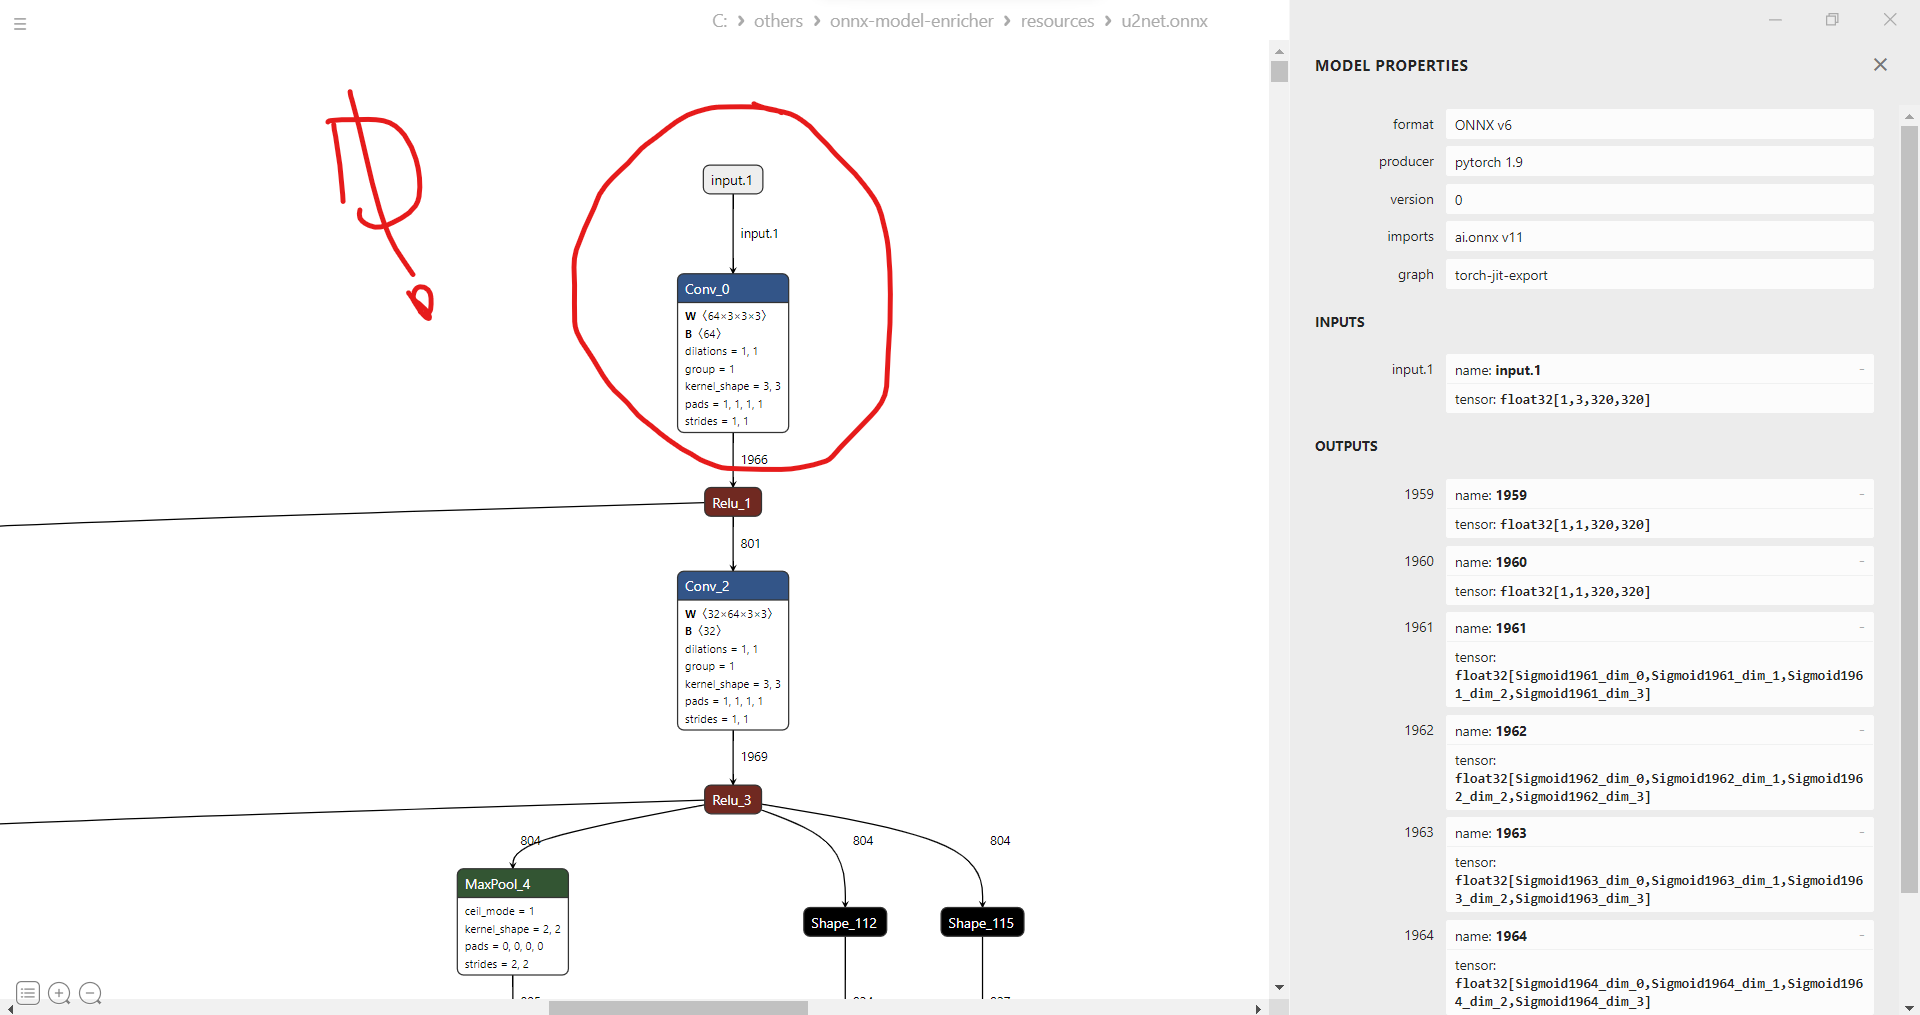 C: › others › onnx-model-enricher › resources › u2net.onnx
input.1
input.1
Conv_0
W 〈64×3×3×3〉
B 〈64〉
dilations = 1, 1
group = 1
kernel_shape = 3, 3
pads = 1, 1, 1, 1
strides = 1, 1
1966
Relu_1
801
Conv_2
W 〈32×64×3×3〉
B 〈32〉
dilations = 1, 1
group = 1
kernel_shape = 3, 3
pads = 1, 1, 1, 1
strides = 1, 1
1969
Relu_3
804 804 804
MaxPool_4
ceil_mode = 1
kernel_shape = 2, 2
pads = 0, 0, 0, 0
strides = 2, 2
Shape_112
Shape_115
MODEL PROPERTIES
format ONNX v6
producer pytorch 1.9
version 0
imports ai.onnx v11
graph torch-jit-export
INPUTS
input.1 name: input.1 -
tensor: float32[1,3,320,320]
OUTPUTS
1959 name: 1959 -
tensor: float32[1,1,320,320]
1960 name: 1960 -
tensor: float32[1,1,320,320]
1961 name: 1961 -
tensor:
float32[Sigmoid1961_dim_0,Sigmoid1961_dim_1,Sigmoid196
1_dim_2,Sigmoid1961_dim_3]
1962 name: 1962 -
tensor:
float32[Sigmoid1962_dim_0,Sigmoid1962_dim_1,Sigmoid196
2_dim_2,Sigmoid1962_dim_3]
1963 name: 1963 -
tensor:
float32[Sigmoid1963_dim_0,Sigmoid1963_dim_1,Sigmoid196
3_dim_2,Sigmoid1963_dim_3]
1964 name: 1964 -
tensor:
float32[Sigmoid1964_dim_0,Sigmoid1964_dim_1,Sigmoid196
4_dim_2,Sigmoid1964_dim_3]